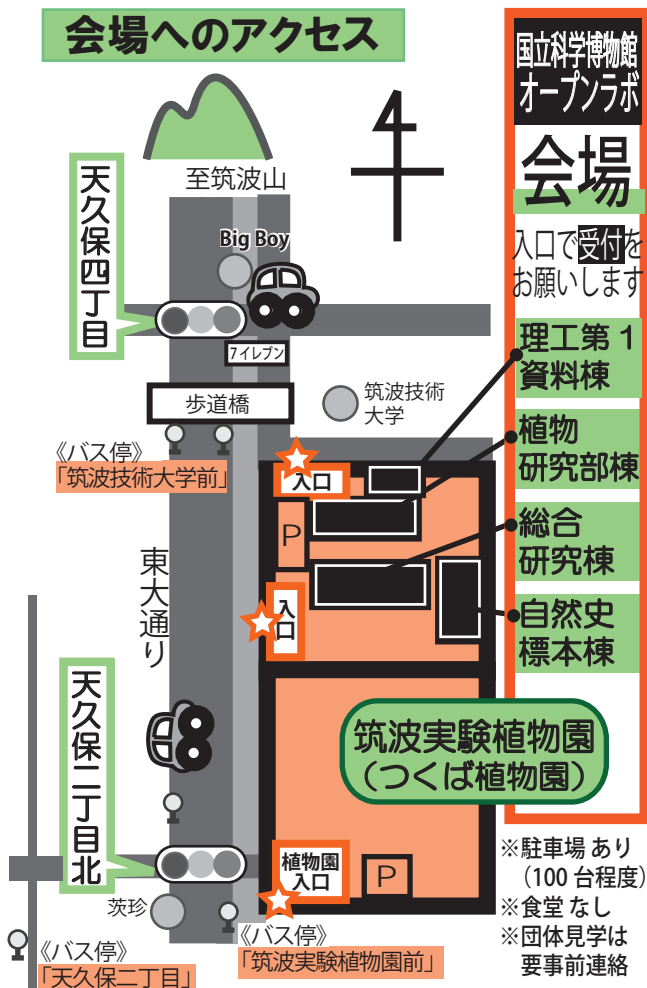 会場へのアクセス
国立科学博物館
オープンラボ
会場
入口で受付を
お願いします
理工第1
資料棟
植物
研究部棟
総合
研究棟
自然史
標本棟
至筑波山
Big Boy
天久保四丁目
7イレブン
歩道橋
筑波技術
大学
《バス停》
「筑波技術大学前」
入口
P
入口
東大通り
天久保二丁目北
筑波実験植物園
（つくば植物園）
植物園
入口
P
茨珍
《バス停》
「天久保二丁目」
《バス停》
「筑波実験植物園前」
※駐車場 あり
（100 台程度）
※食堂 なし
※団体見学は
要事前連絡